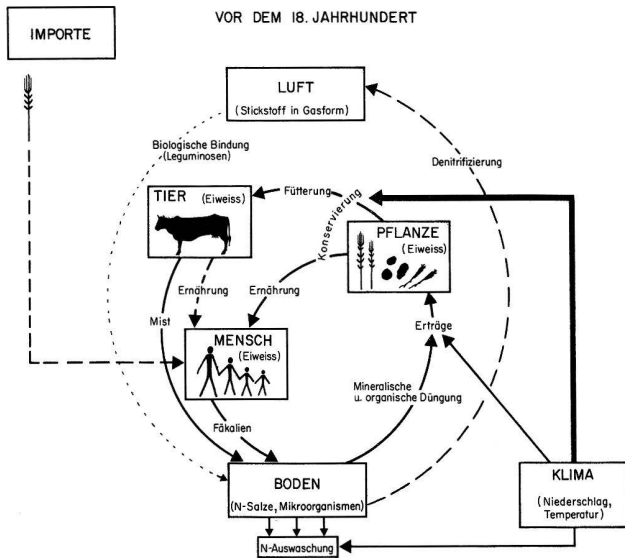 VOR DEM 18. JAHRHUNDERT
IMPORTE
LUFT
(Stickstoff in Gasform)
Biologische Bindung
(Leguminosen)
Denitrifizierung
TIER (Eiweiss)
Fütterung
Konservierung
PFLANZE
(Eiweiss)
Ernährung
Ernährung
Mist
Erträge
MENSCH
(Eiweiss)
Mineralische
u. organische Düngung
Fäkalien
BODEN
(N-Salze, Mikroorganismen)
KLIMA
(Niederschlag,
Temperatur)
N-Auswaschung